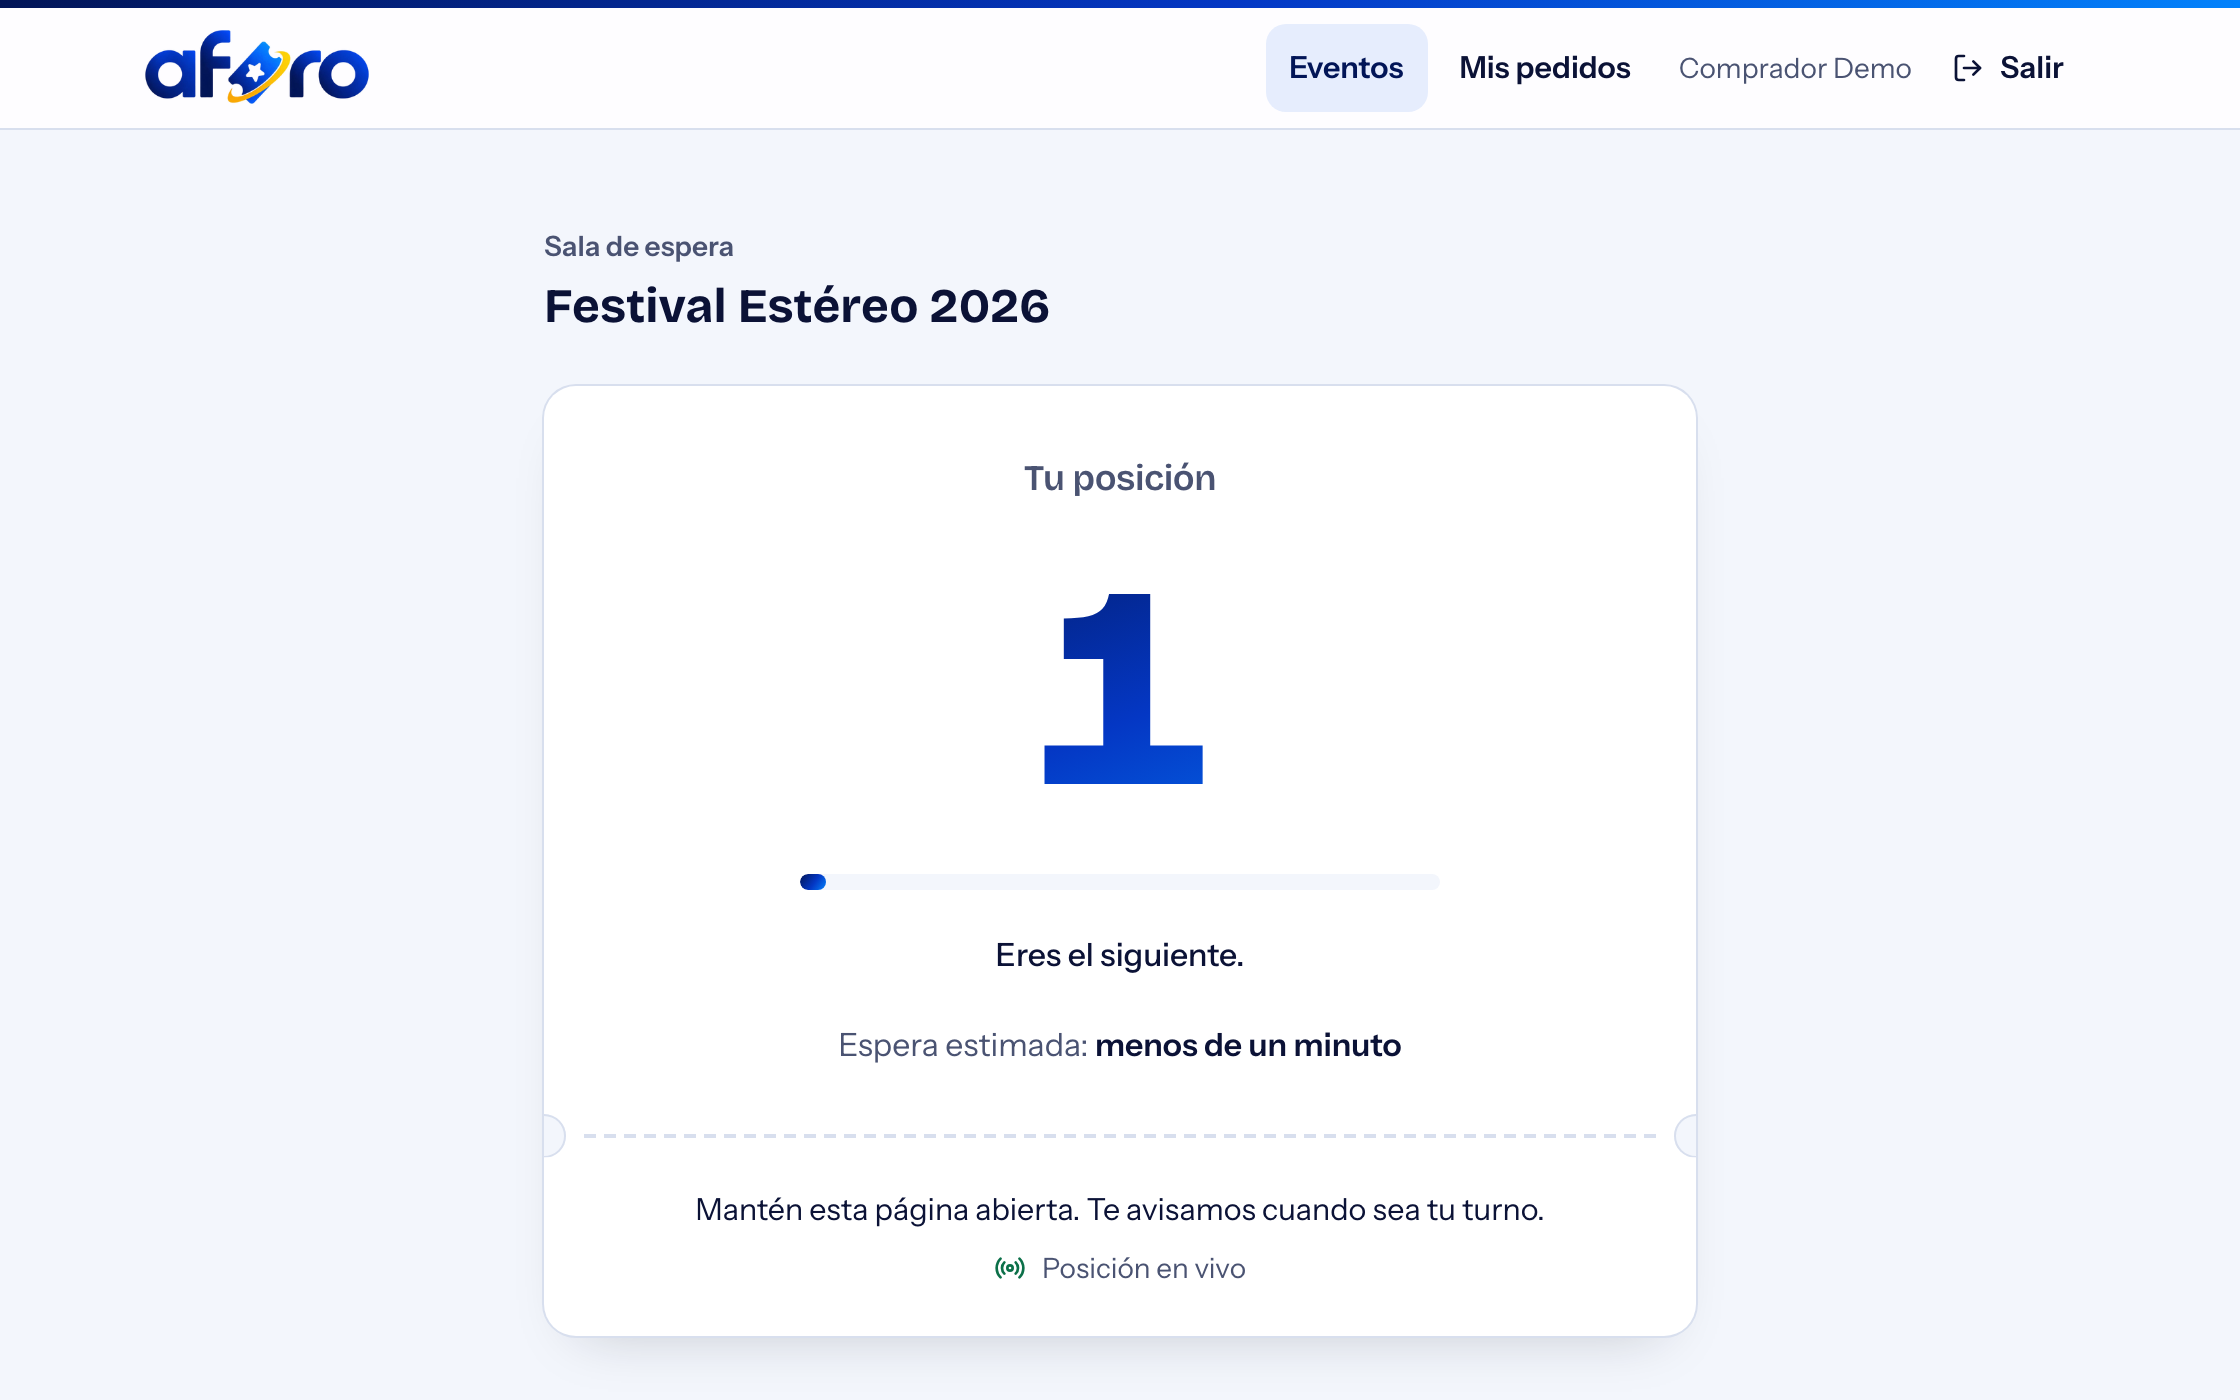 aforo
Eventos
Mis pedidos
Comprador Demo
Salir
Sala de espera
Festival Estéreo 2026
Tu posición
1
Eres el siguiente.
Espera estimada: menos de un minuto
Mantén esta página abierta. Te avisamos cuando sea tu turno.
Posición en vivo